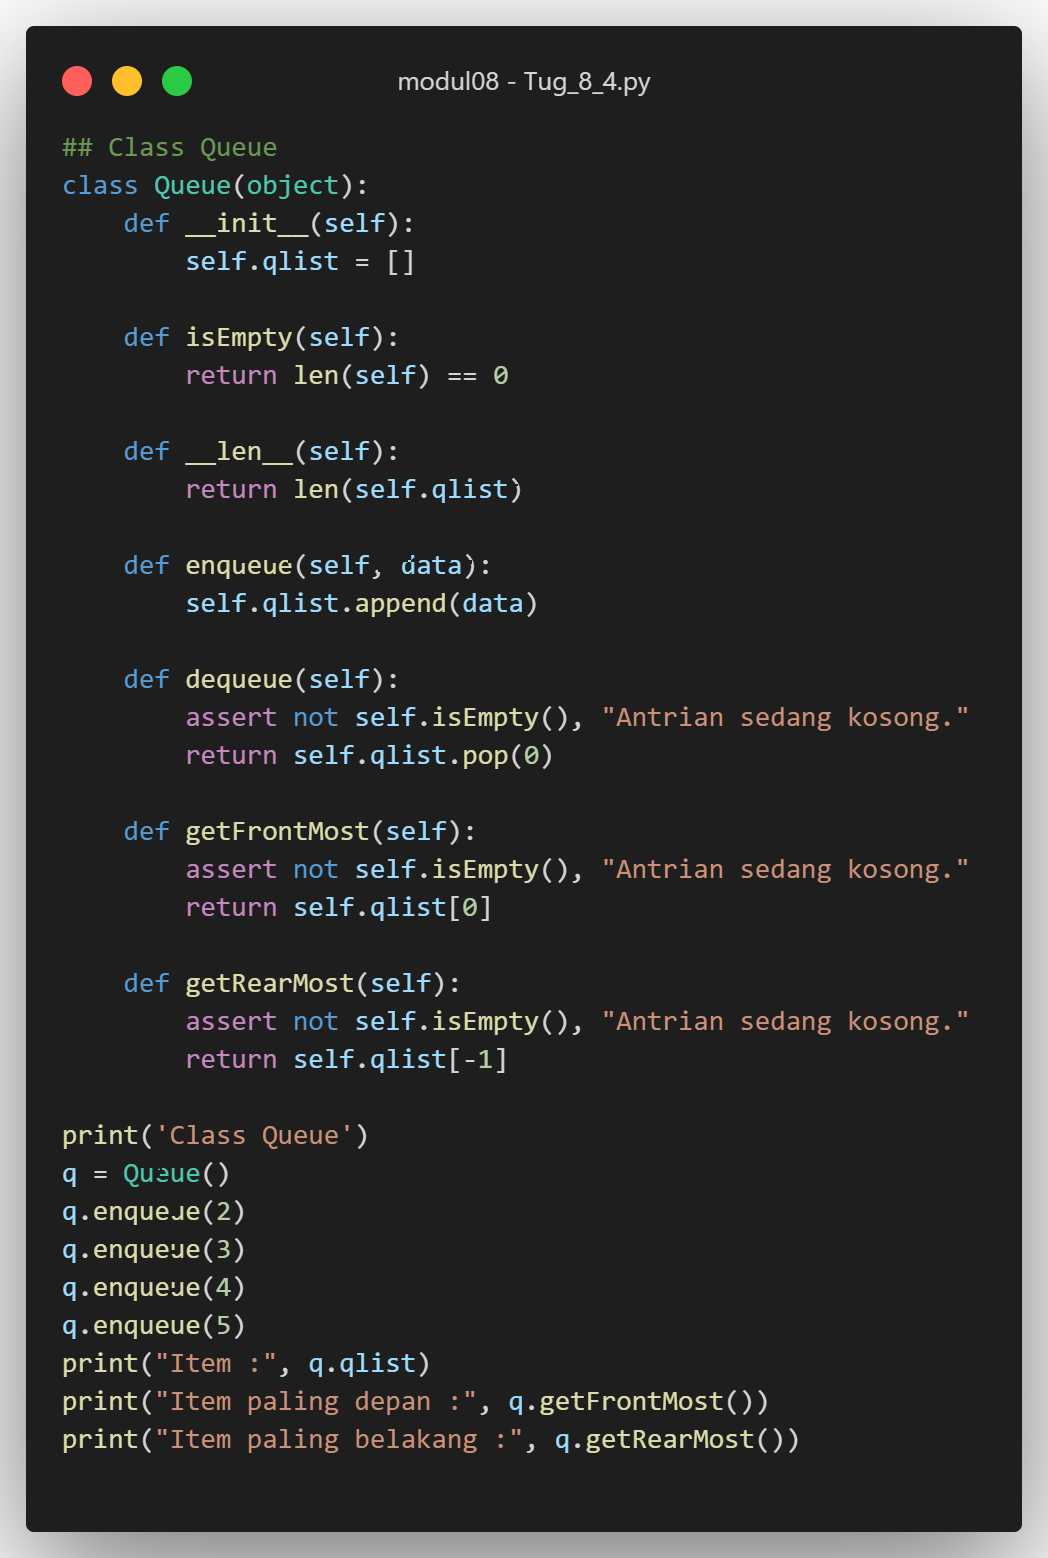 modul08 - Tug_8_4.py
## Class Queue
class Queue(object):
    def __init__(self):
        self.qlist = []

    def isEmpty(self):
        return len(self) == 0

    def __len__(self):
        return len(self.qlist)

    def enqueue(self, data):
        self.qlist.append(data)

    def dequeue(self):
        assert not self.isEmpty(), "Antrian sedang kosong."
        return self.qlist.pop(0)

    def getFrontMost(self):
        assert not self.isEmpty(), "Antrian sedang kosong."
        return self.qlist[0]

    def getRearMost(self):
        assert not self.isEmpty(), "Antrian sedang kosong."
        return self.qlist[-1]

print('Class Queue')
q = Queue()
q.enqueue(2)
q.enqueue(3)
q.enqueue(4)
q.enqueue(5)
print("Item :", q.qlist)
print("Item paling depan :", q.getFrontMost())
print("Item paling belakang :", q.getRearMost())